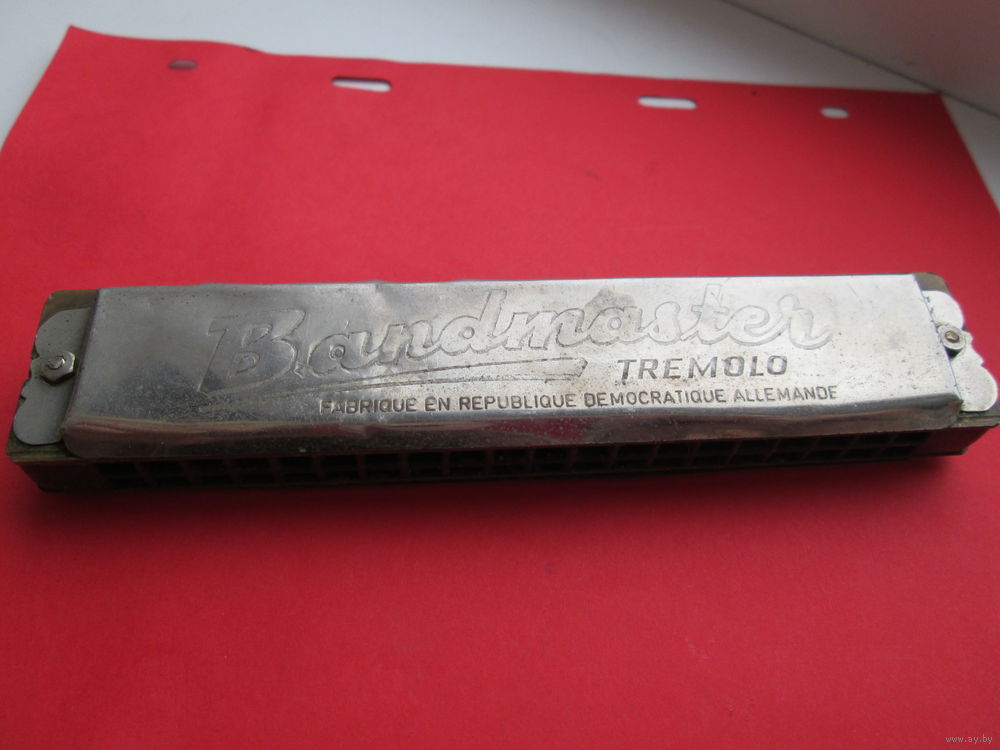 Bandmaster
TREMOLO
FABRIQUE EN REPUBLIQUE DEMOCRATIQUE ALLEMANDE
www.ay.by